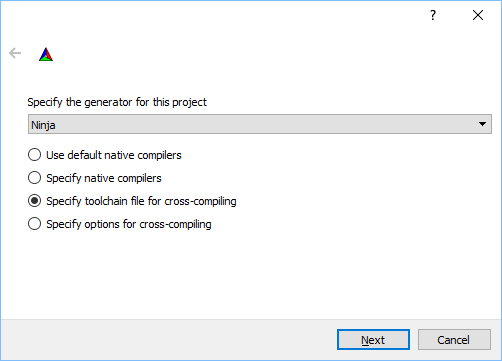 ?
Specify the generator for this project
Ninja
Use default native compilers
Specify native compilers
Specify toolchain file for cross-compiling
Specify options for cross-compiling
Next
Cancel